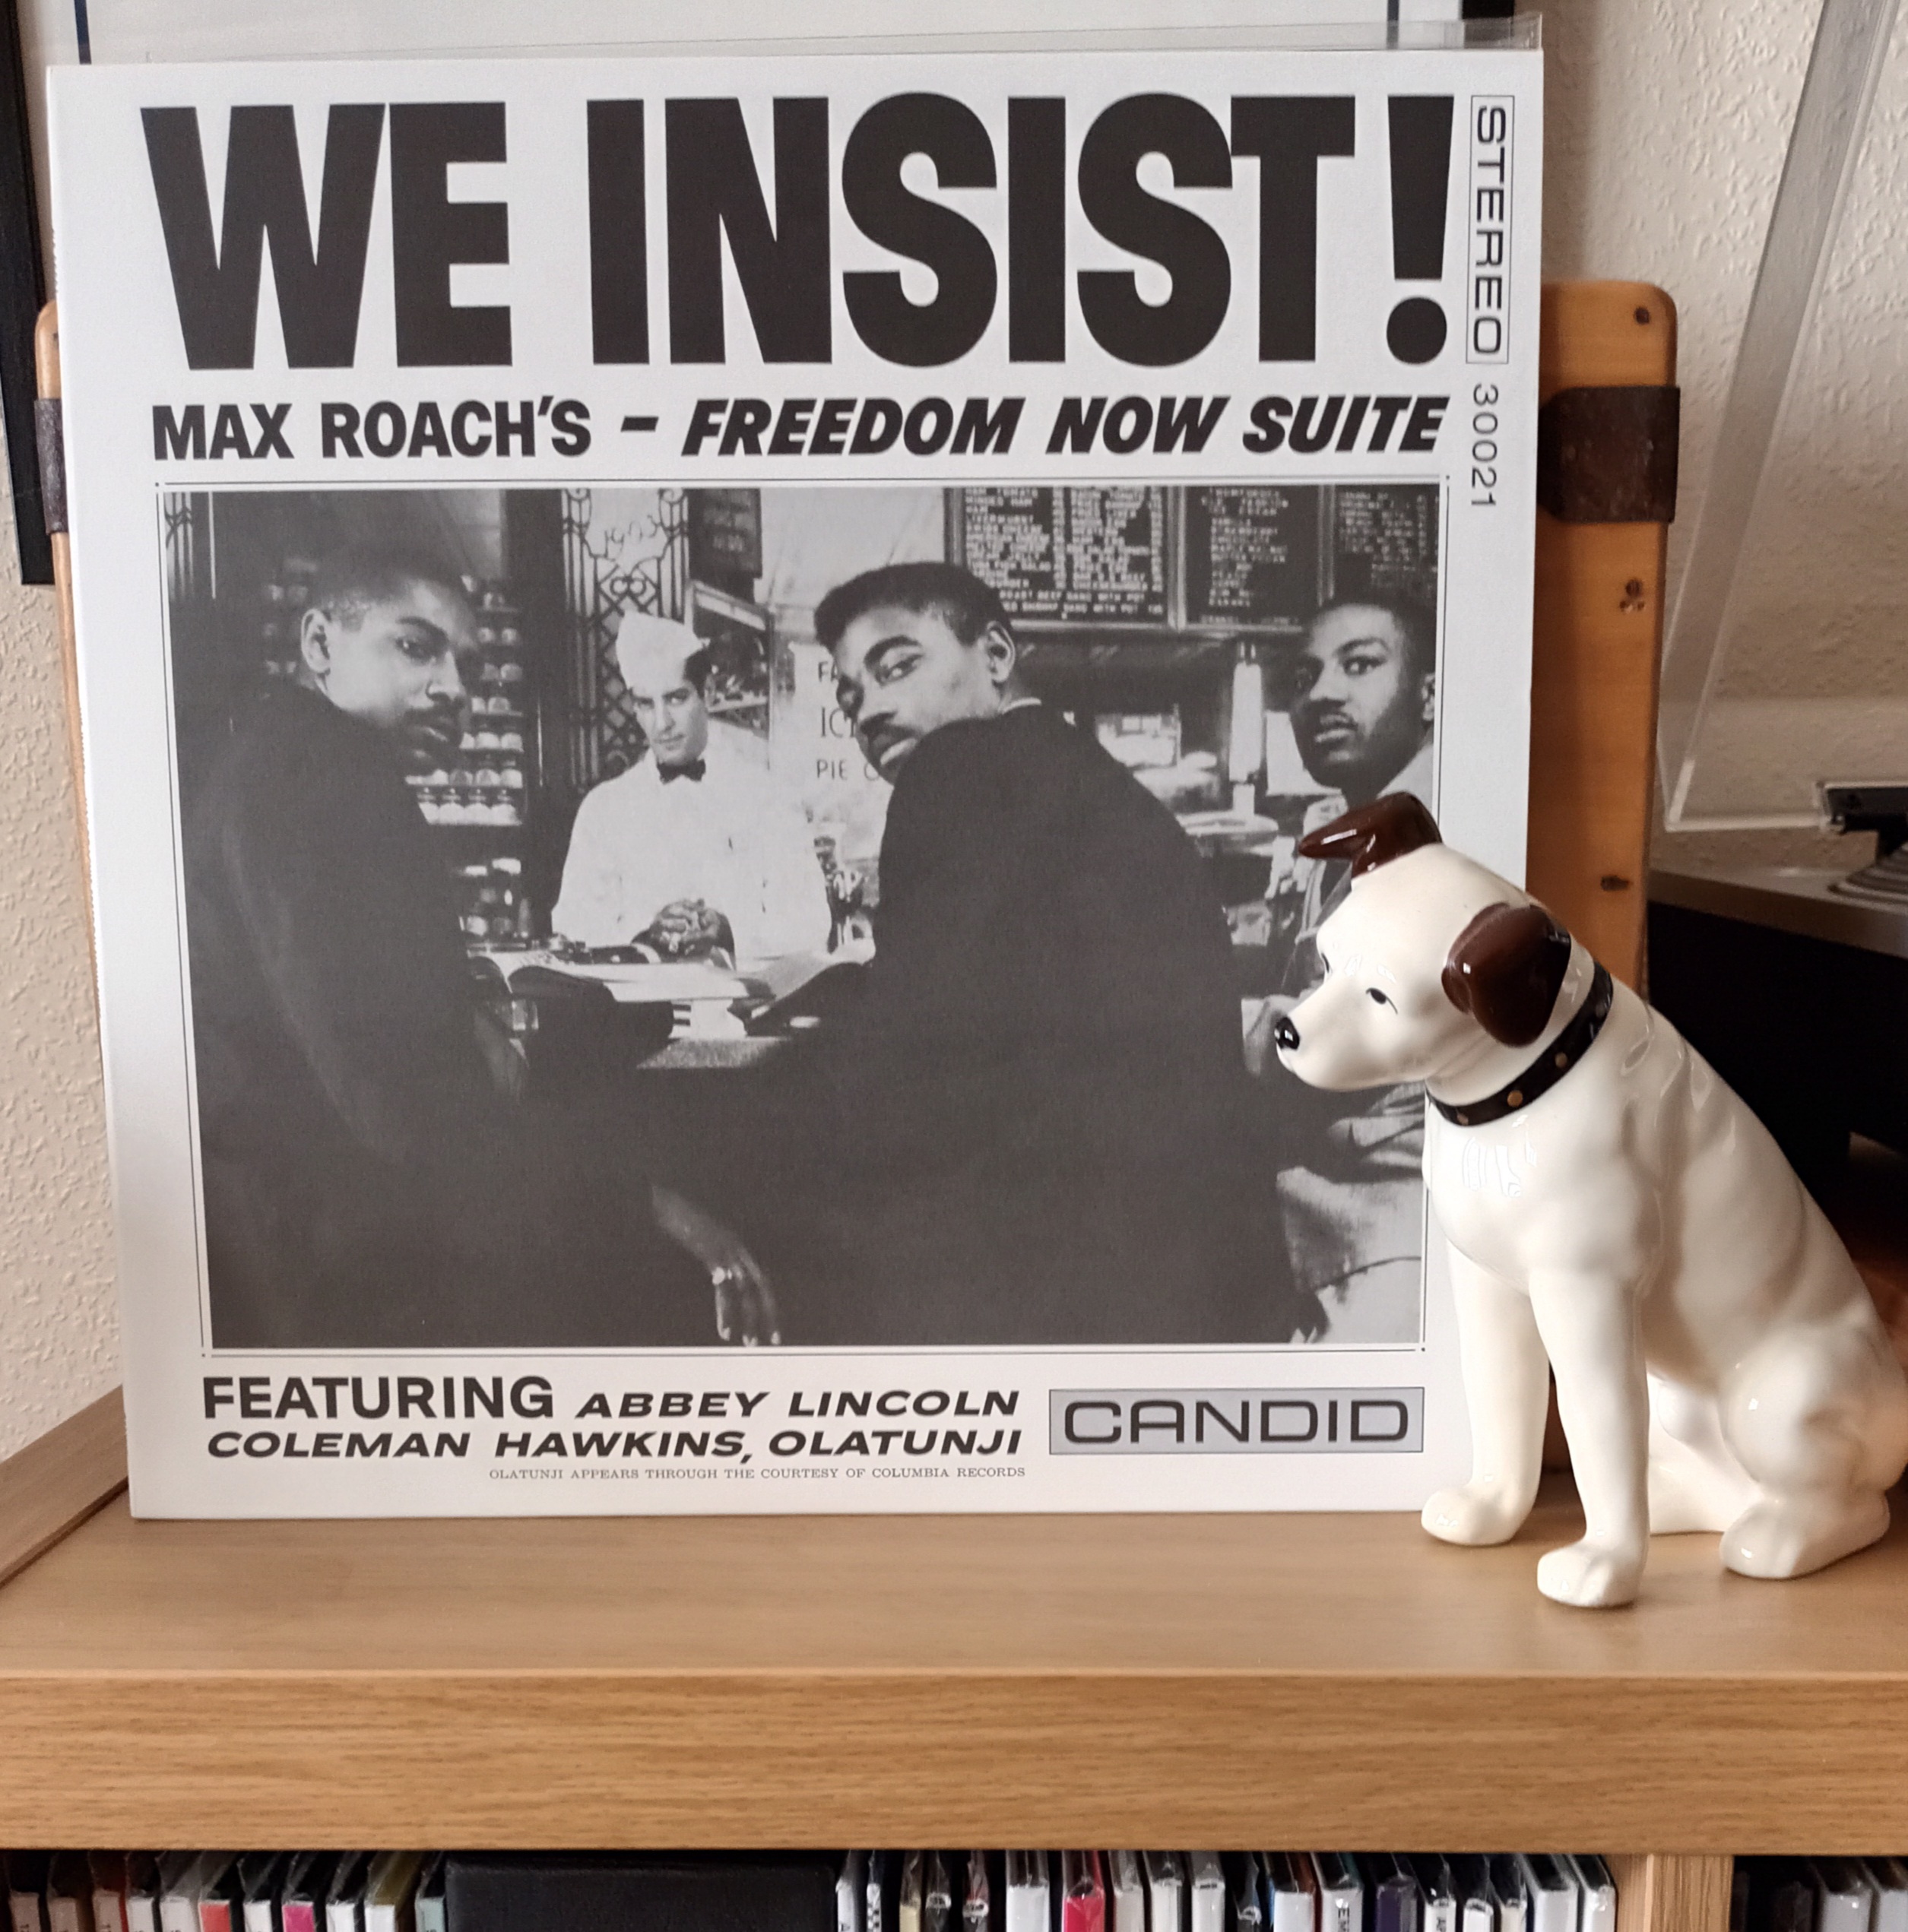 WE INSIST!
STEREO
30021
MAX ROACH'S - FREEDOM NOW SUITE
PIE
FEATURING ABBEY LINCOLN
COLEMAN HAWKINS, OLATUNJI
CANDID
OLATUNJI APPEARS THROUGH THE COURTESY OF COLUMBIA RECORDS